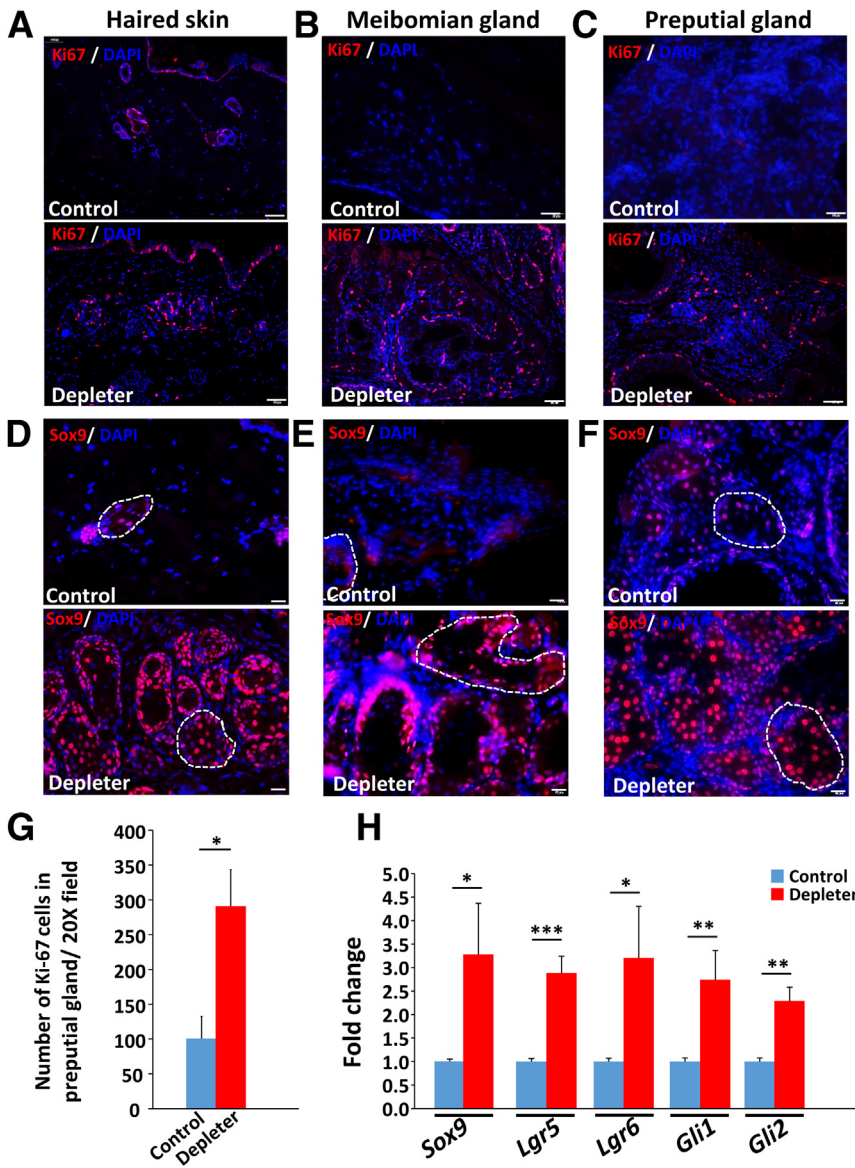 A
Haired skin
B
Meibomian gland
C
Preputial gland
Ki67 / DAPI
Ki67 / DAPI
Ki67 / DAPI
Control
Control
Control
Ki67 / DAPI
Ki67 / DAPI
Ki67 / DAPI
Depleter
Depleter
Depleter
D
Sox9/ DAPI
E
Sox9/ DAPI
F
Sox9/ DAPI
Control
Control
Control
Sox9/ DAPI
Sox9/ DAPI
Sox9/ DAPI
Depleter
Depleter
Depleter
G
Number of Ki-67 cells in
preputial gland/ 20X field
400
350
300
250
200
150
100
50
0
*
Control
Depleter
H
Fold change
5.0
4.5
4.0
3.5
3.0
2.5
2.0
1.5
1.0
0.5
0.0
*
***
*
**
**
Control
Depleter
Sox9
Lgr5
Lgr6
Gli1
Gli2